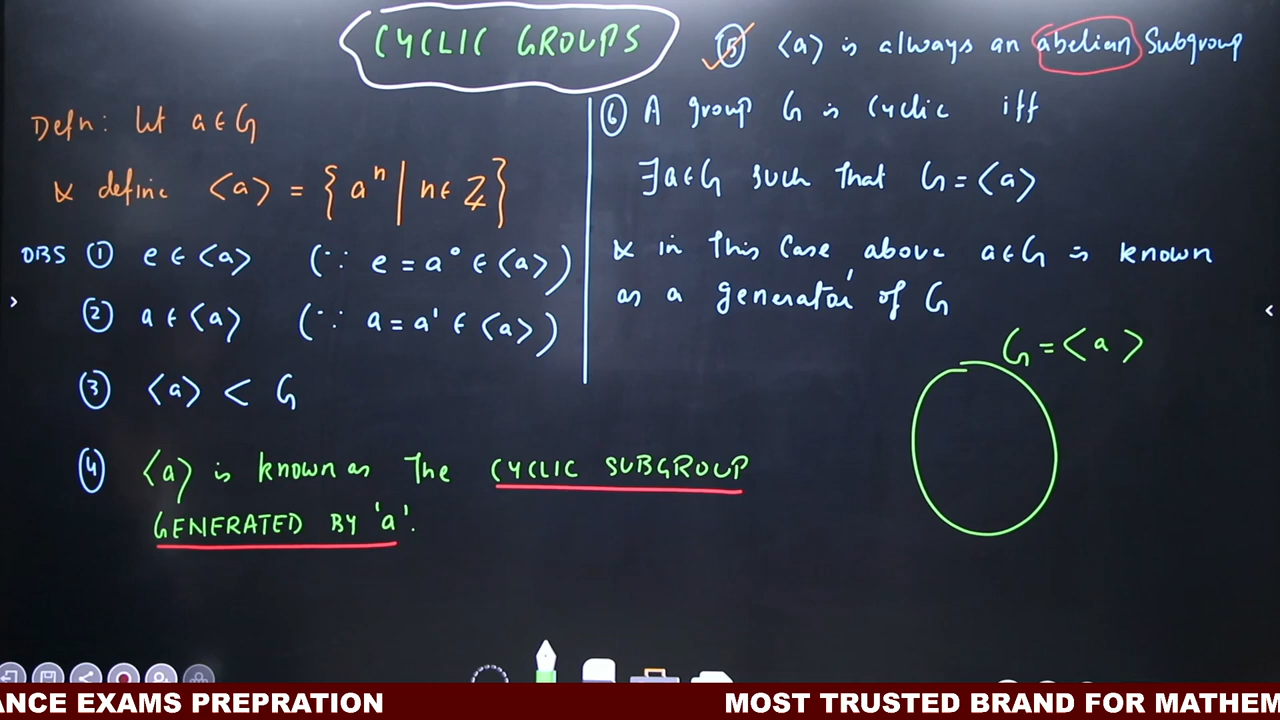 CYCLIC GROUPS
Defn: Let a ∈ G
& define <a> = { aⁿ | n ∈ ℤ }
OBS ① e ∈ <a> (∵ e = a⁰ ∈ <a>)
② a ∈ <a> (∵ a = a¹ ∈ <a>)
③ <a> < G
④ <a> is known as the CYCLIC SUBGROUP
GENERATED BY 'a'.
⑤ <a> is always an abelian Subgroup
⑥ A group G is cyclic iff
∃ a ∈ G such that G = <a>
& in this case above a ∈ G is known
as a generator of G
G = <a>
ANCE EXAMS PREPRATION
MOST TRUSTED BRAND FOR MATHEM